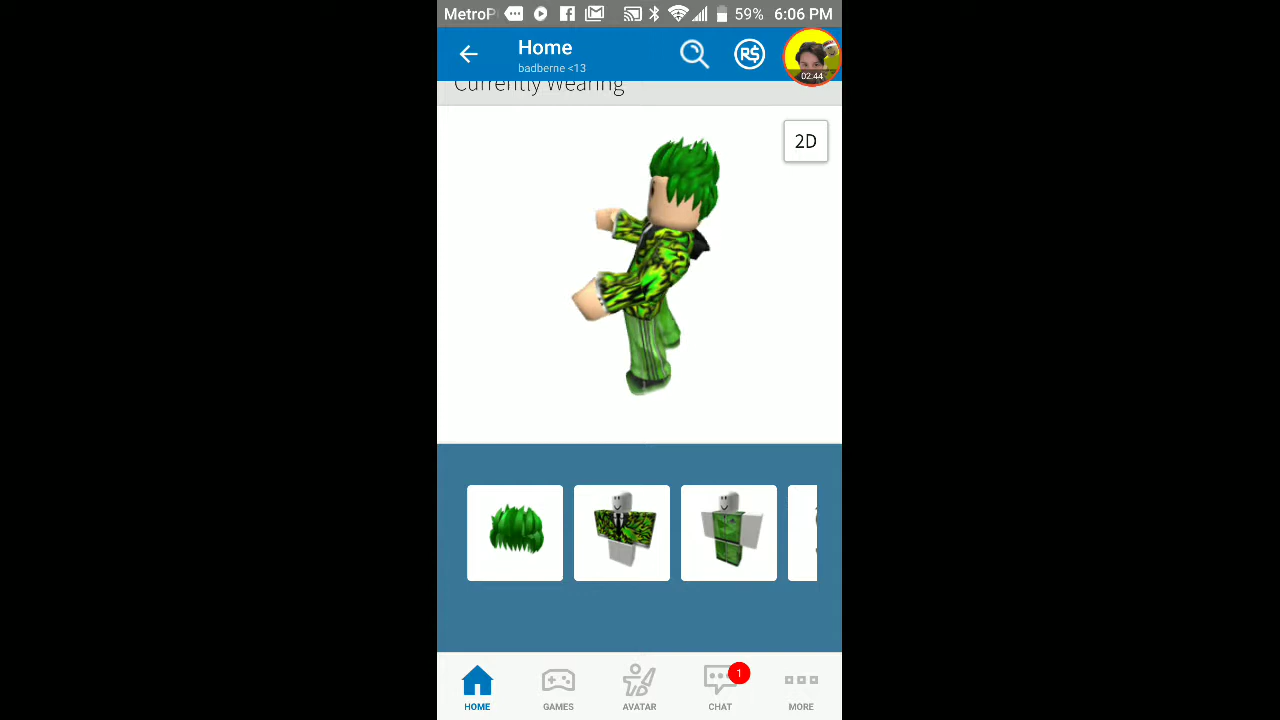 MetroP
59% 6:06 PM
Home
badberne <13
R$
02:44
Currently Wearing
2D
HOME
GAMES
AVATAR
CHAT
1
MORE